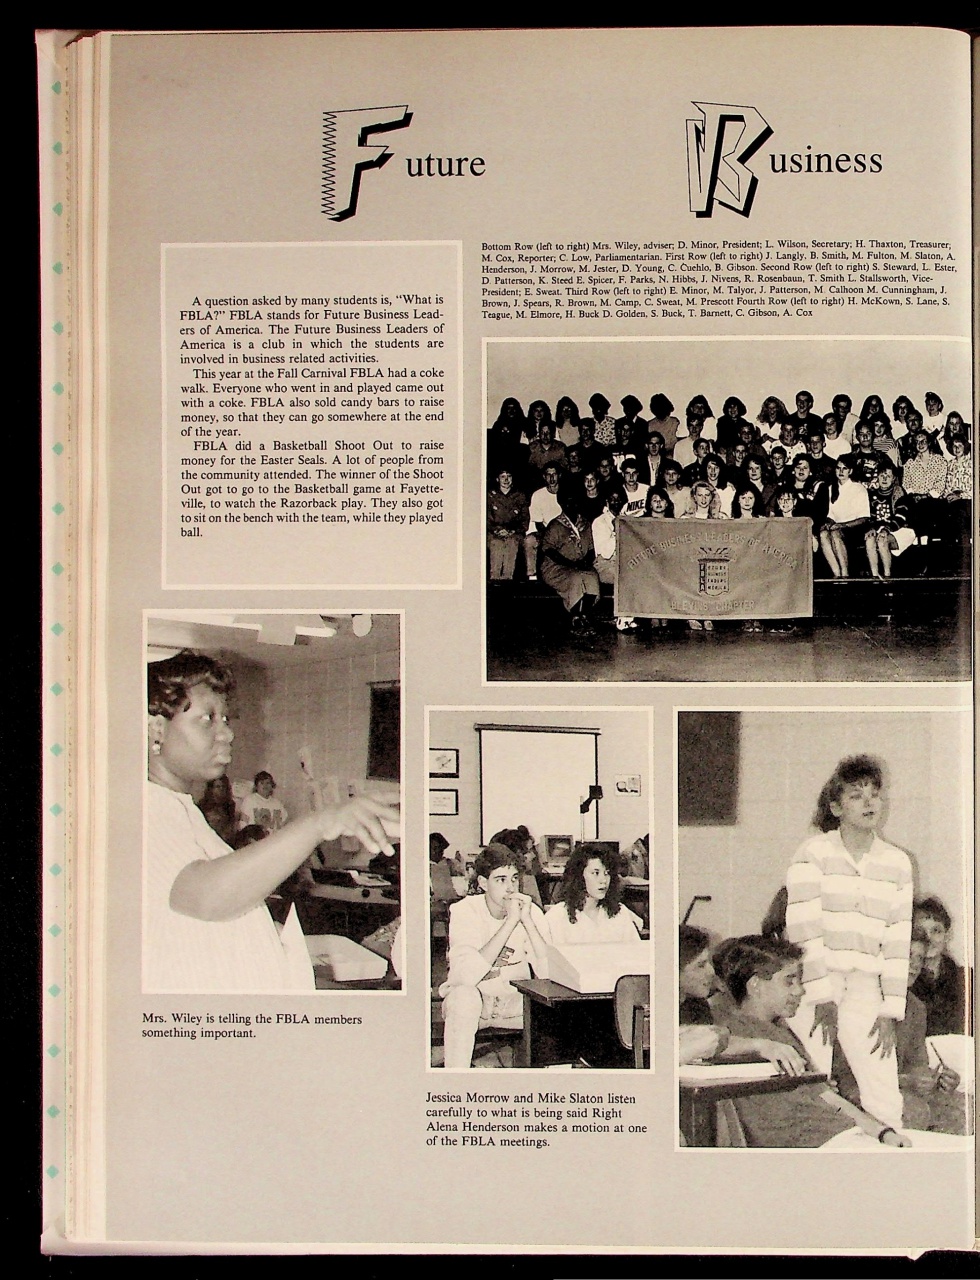 Future
Business
Bottom Row (left to right) Mrs. Wiley, adviser; D. Minor, President; L. Wilson, Secretary; H. Thaxton, Treasurer;
M. Cox, Reporter; C. Low, Parliamentarian. First Row (left to right) J. Langly, B. Smith, M. Fulton, M. Slaton, A.
Henderson, J. Morrow, M. Jester, D. Young, C. Cuehlo, B. Gibson. Second Row (left to right) S. Steward, L. Ester,
D. Patterson, K. Steed E. Spicer, F. Parks, N. Hibbs, J. Nivens, R. Rosenbaun, T. Smith L. Stallsworth, Vice-
President; E. Sweat. Third Row (left to right) E. Minor, M. Talyor, J. Patterson, M. Calhoon M. Cunningham, J.
Brown, J. Spears, R. Brown, M. Camp, C. Sweat, M. Prescott Fourth Row (left to right) H. McKown, S. Lane, S.
Teague, M. Elmore, H. Buck D. Golden, S. Buck, T. Barnett, C. Gibson, A. Cox
A question asked by many students is, “What is
FBLA?” FBLA stands for Future Business Lead-
ers of America. The Future Business Leaders of
America is a club in which the students are
involved in business related activities.
This year at the Fall Carnival FBLA had a coke
walk. Everyone who went in and played came out
with a coke. FBLA also sold candy bars to raise
money, so that they can go somewhere at the end
of the year.
FBLA did a Basketball Shoot Out to raise
money for the Easter Seals. A lot of people from
the community attended. The winner of the Shoot
Out got to go to the Basketball game at Fayette-
ville, to watch the Razorback play. They also got
to sit on the bench with the team, while they played
ball.
NIKE
FUTURE BUSINESS LEADERS OF AMERICA
BLEVINS CHAPTER
Mrs. Wiley is telling the FBLA members
something important.
Jessica Morrow and Mike Slaton listen
carefully to what is being said Right
Alena Henderson makes a motion at one
of the FBLA meetings.